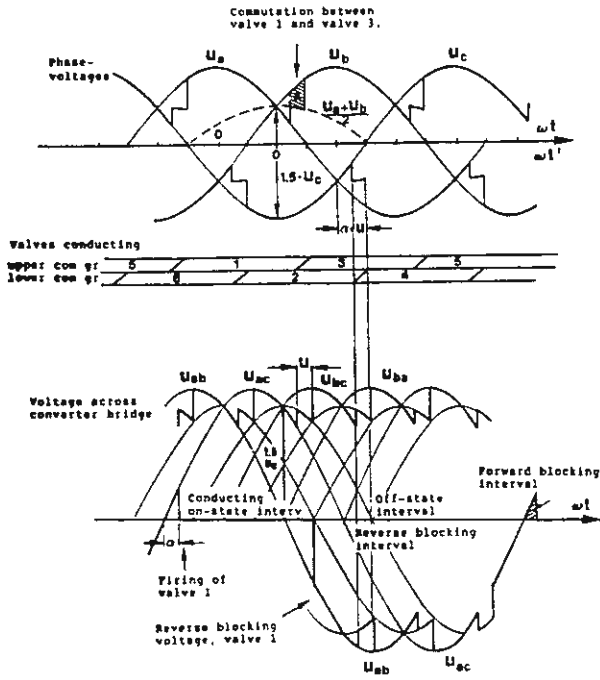 Commutation between
valve 1 and valve 3.
Phase-
voltages
Ua
Ub
Uc
Ua+Ub
2
0
0
ωt
ωt'
1.5·Uc
α
u
Valves conducting
upper com gr
5
1
3
5
lower com gr
6
2
4
Uab
Uac
u
Ubc
Uba
Voltage across
converter bridge
1.5
Forward blocking
interval
Conducting
on-state interv
Off-state
interval
ωt
Reverse blocking
interval
α
Firing of
valve 1
Reverse blocking
voltage, valve 1
Uab
Uac